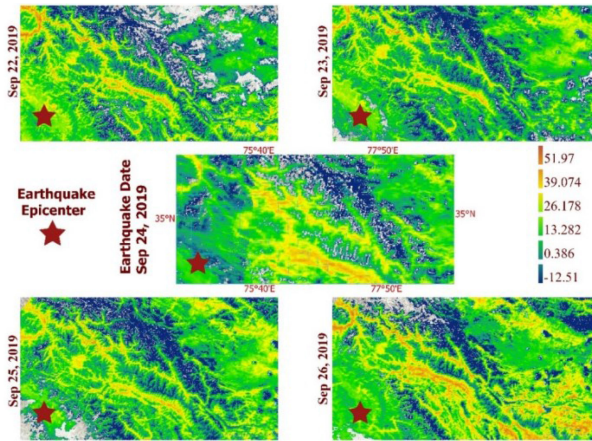 Sep 22, 2019
Sep 23, 2019
75°40'E
77°50'E
Earthquake
Epicenter
Earthquake Date
Sep 24, 2019
35°N
35°N
51.97
39.074
26.178
13.282
0.386
-12.51
75°40'E
77°50'E
Sep 25, 2019
Sep 26, 2019